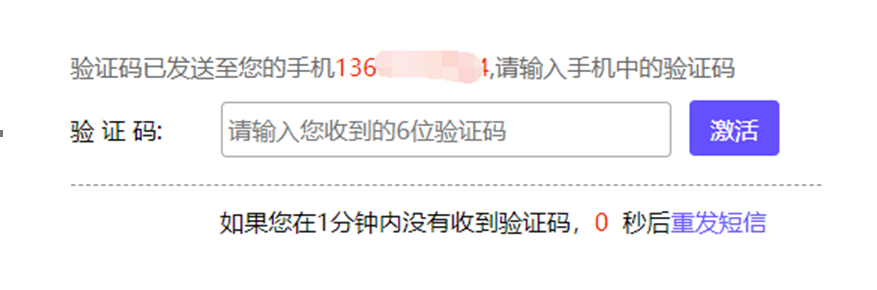 验证码已发送至您的手机136 4,请输入手机中的验证码
验 证 码: 请输入您收到的6位验证码 激活
如果您在1分钟内没有收到验证码，0 秒后重发短信